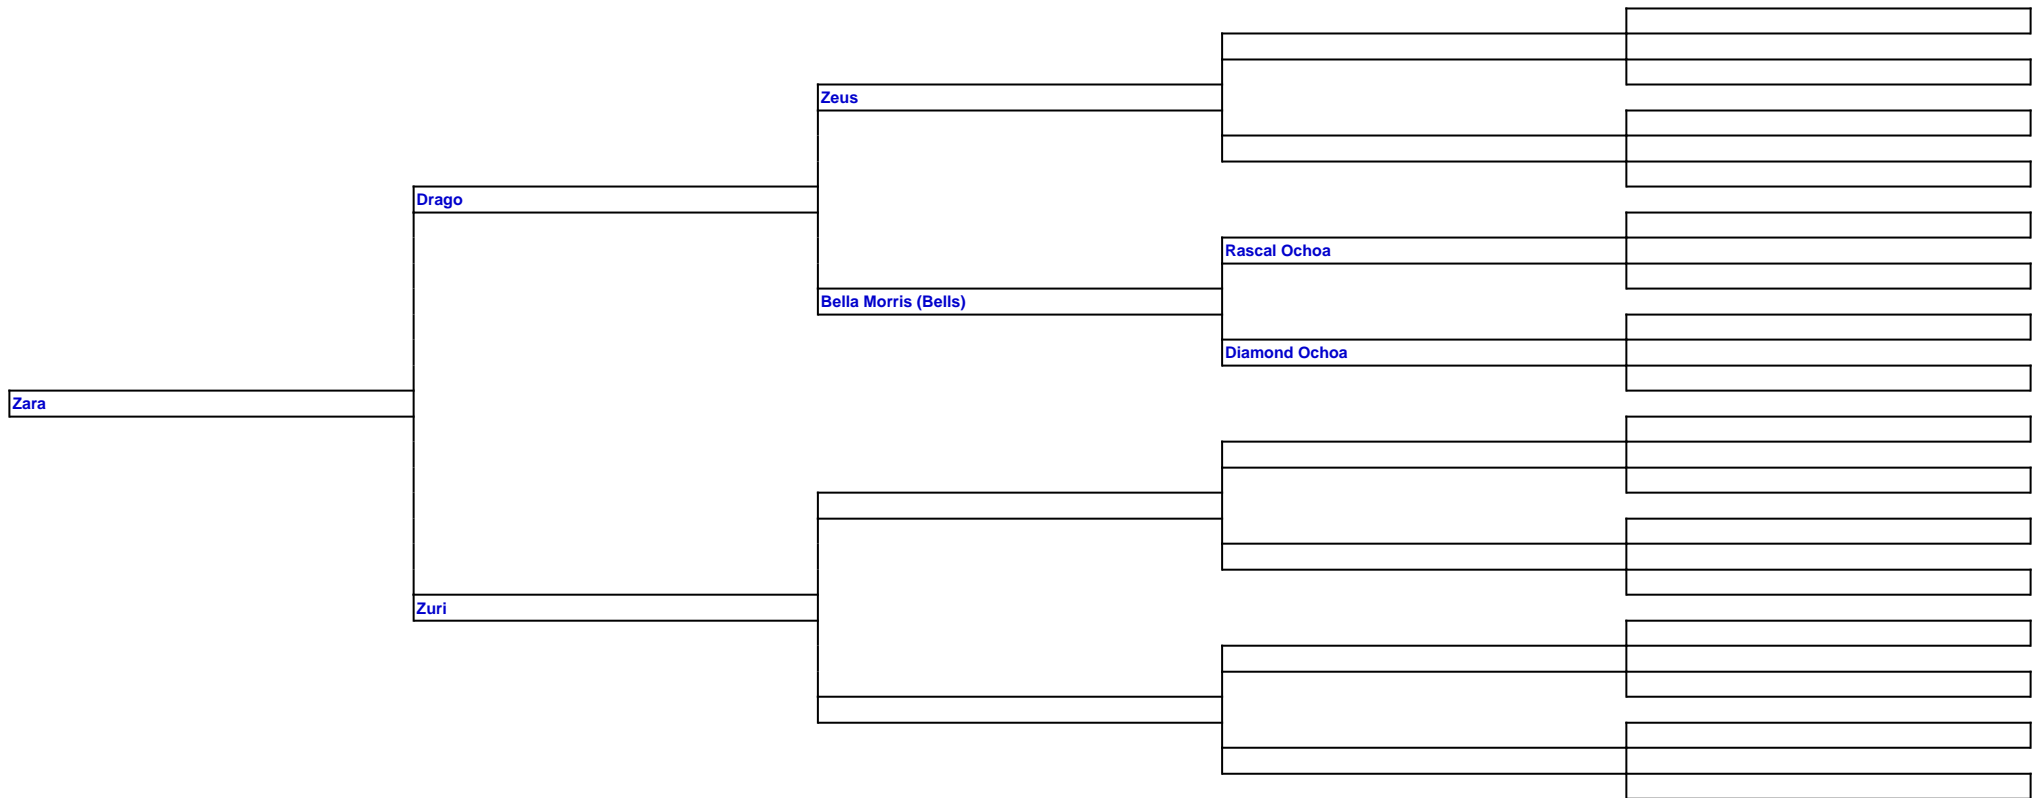 Zeus
Drago
Rascal Ochoa
Bella Morris (Bells)
Diamond Ochoa
Zara
Zuri